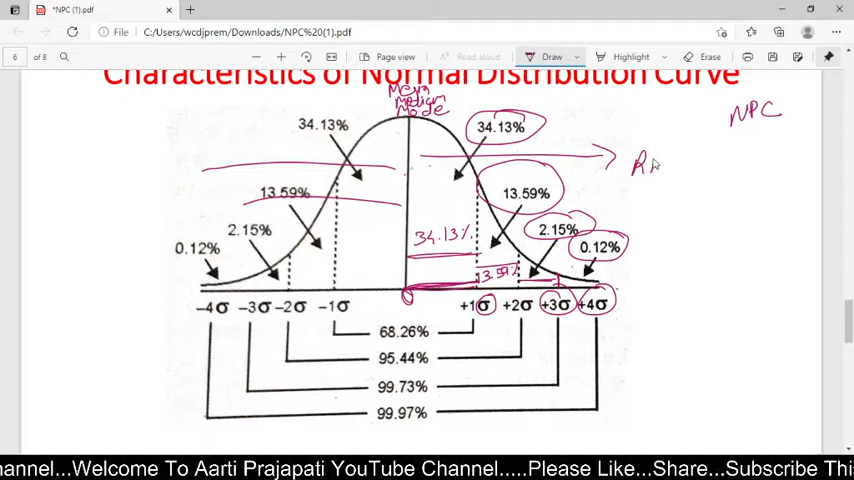 *NPC (1).pdf
File
C:/Users/wcdjprem/Downloads/NPC%20(1).pdf
6 of 8
Page view
Read aloud
Draw
Highlight
Erase
Characteristics of Normal Distribution Curve
Mean
Median
Mode
NPC
34.13%
34.13%
13.59%
13.59%
2.15%
2.15%
0.12%
0.12%
34.13%
13.59%
−4σ −3σ −2σ −1σ +1σ +2σ +3σ +4σ
68.26%
95.44%
99.73%
99.97%
channel...Welcome To Aarti Prajapati YouTube Channel.....Please Like...Share...Subscribe This